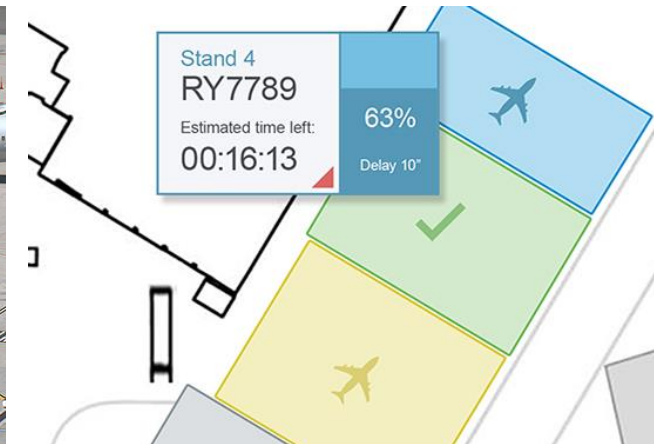 Stand 4
RY7789
Estimated time left:
00:16:13
63%
Delay 10"